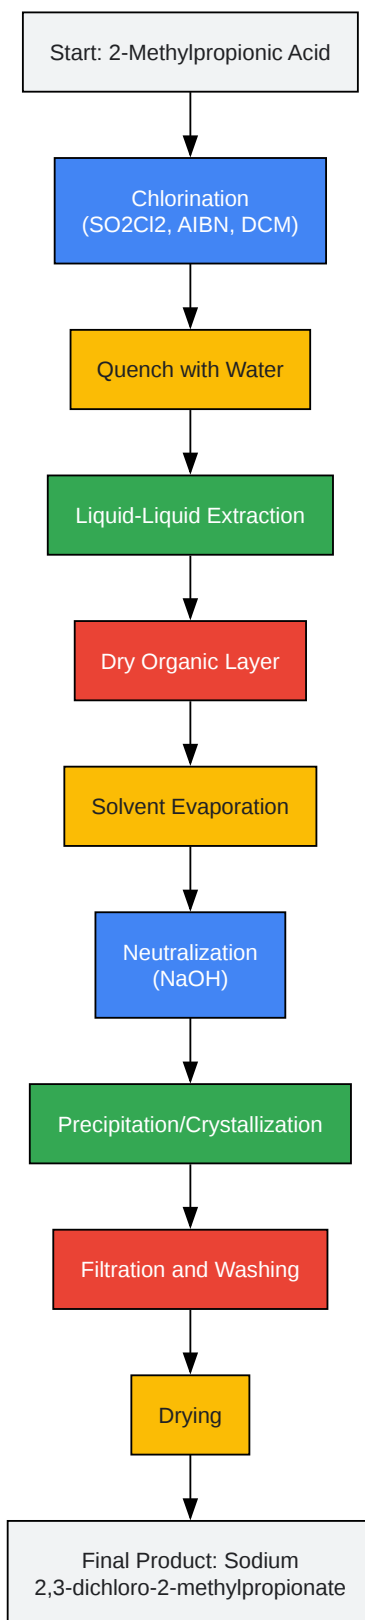 Start: 2-Methylpropionic Acid
Chlorination
(SO2Cl2, AIBN, DCM)
Quench with Water
Liquid-Liquid Extraction
Dry Organic Layer
Solvent Evaporation
Neutralization
(NaOH)
Precipitation/Crystallization
Filtration and Washing
Drying
Final Product: Sodium
2,3-dichloro-2-methylpropionate